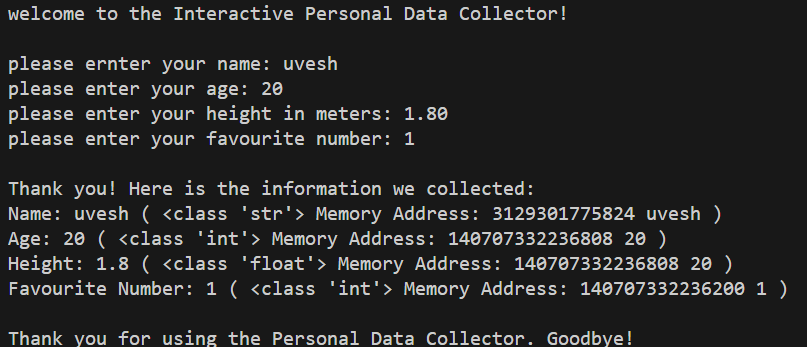 welcome to the Interactive Personal Data Collector!
please ernter your name: uvesh
please enter your age: 20
please enter your height in meters: 1.80
please enter your favourite number: 1
Thank you! Here is the information we collected:
Name: uvesh ( <class 'str'> Memory Address: 3129301775824 uvesh )
Age: 20 ( <class 'int'> Memory Address: 140707332236808 20 )
Height: 1.8 ( <class 'float'> Memory Address: 140707332236808 20 )
Favourite Number: 1 ( <class 'int'> Memory Address: 140707332236200 1 )
Thank you for using the Personal Data Collector. Goodbye!